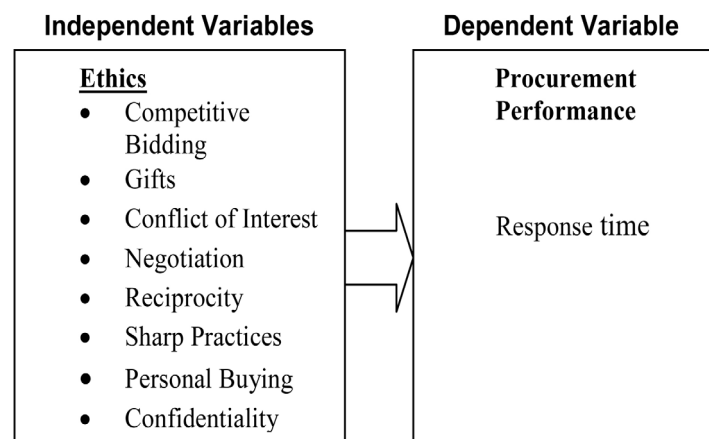 Independent Variables
Ethics
• Competitive
Bidding
• Gifts
• Conflict of Interest
• Negotiation
• Reciprocity
• Sharp Practices
• Personal Buying
• Confidentiality
Dependent Variable
Procurement
Performance
Response time